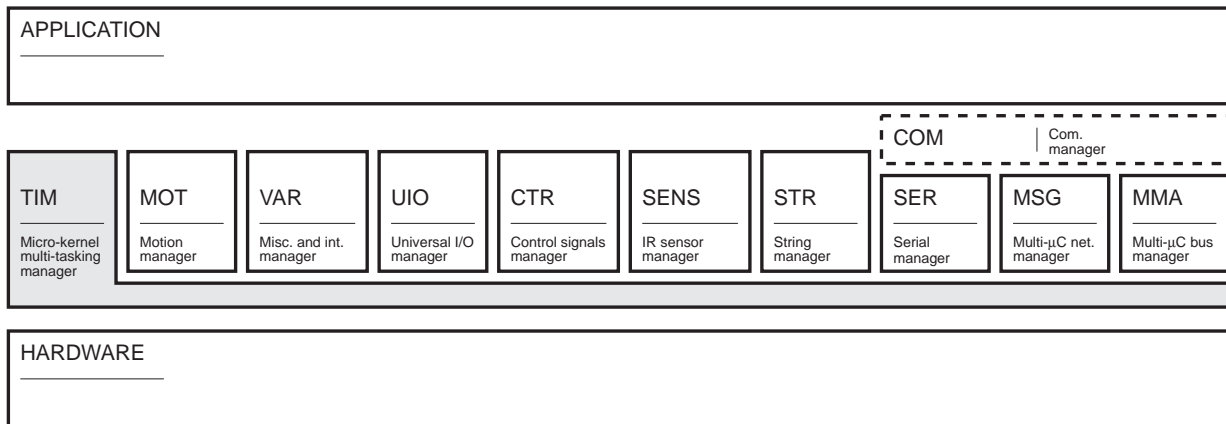 APPLICATION
COM
Com.
manager
TIM
Micro-kernel
multi-tasking
manager
MOT
Motion
manager
VAR
Misc. and int.
manager
UIO
Universal I/O
manager
CTR
Control signals
manager
SENS
IR sensor
manager
STR
String
manager
SER
Serial
manager
MSG
Multi-μC net.
manager
MMA
Multi-μC bus
manager
HARDWARE